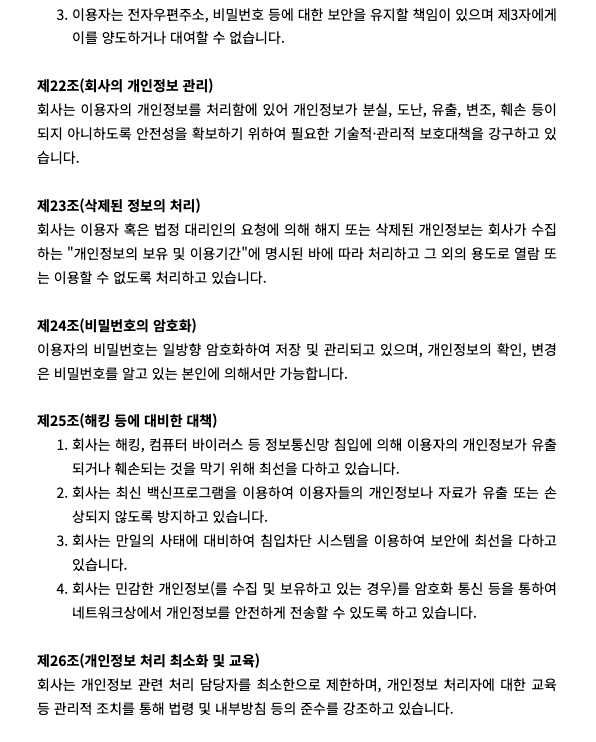 3. 이용자는 전자우편주소, 비밀번호 등에 대한 보안을 유지할 책임이 있으며 제3자에게
이를 양도하거나 대여할 수 없습니다.
제22조(회사의 개인정보 관리)
회사는 이용자의 개인정보를 처리함에 있어 개인정보가 분실, 도난, 유출, 변조, 훼손 등이
되지 아니하도록 안전성을 확보하기 위하여 필요한 기술적·관리적 보호대책을 강구하고 있
습니다.
제23조(삭제된 정보의 처리)
회사는 이용자 혹은 법정 대리인의 요청에 의해 해지 또는 삭제된 개인정보는 회사가 수집
하는 "개인정보의 보유 및 이용기간"에 명시된 바에 따라 처리하고 그 외의 용도로 열람 또
는 이용할 수 없도록 처리하고 있습니다.
제24조(비밀번호의 암호화)
이용자의 비밀번호는 일방향 암호화하여 저장 및 관리되고 있으며, 개인정보의 확인, 변경
은 비밀번호를 알고 있는 본인에 의해서만 가능합니다.
제25조(해킹 등에 대비한 대책)
1. 회사는 해킹, 컴퓨터 바이러스 등 정보통신망 침입에 의해 이용자의 개인정보가 유출
되거나 훼손되는 것을 막기 위해 최선을 다하고 있습니다.
2. 회사는 최신 백신프로그램을 이용하여 이용자들의 개인정보나 자료가 유출 또는 손
상되지 않도록 방지하고 있습니다.
3. 회사는 만일의 사태에 대비하여 침입차단 시스템을 이용하여 보안에 최선을 다하고
있습니다.
4. 회사는 민감한 개인정보(를 수집 및 보유하고 있는 경우)를 암호화 통신 등을 통하여
네트워크상에서 개인정보를 안전하게 전송할 수 있도록 하고 있습니다.
제26조(개인정보 처리 최소화 및 교육)
회사는 개인정보 관련 처리 담당자를 최소한으로 제한하며, 개인정보 처리자에 대한 교육
등 관리적 조치를 통해 법령 및 내부방침 등의 준수를 강조하고 있습니다.